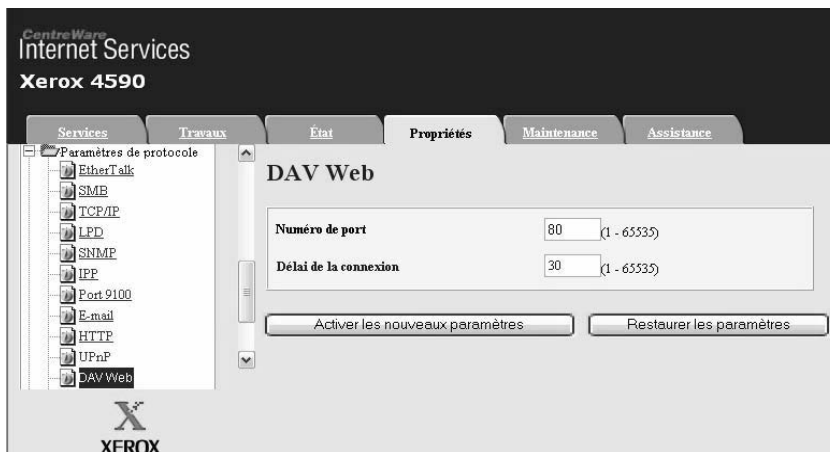 CentreWare
Internet Services
Xerox 4590
Services
Travaux
État
Propriétés
Maintenance
Assistance
Paramètres de protocole
EtherTalk
SMB
TCP/IP
LPD
SNMP
IPP
Port 9100
E-mail
HTTP
UPnP
DAV Web
DAV Web
Numéro de port 80 (1 - 65535)
Délai de la connexion 30 (1 - 65535)
Activer les nouveaux paramètres
Restaurer les paramètres
X
XEROX